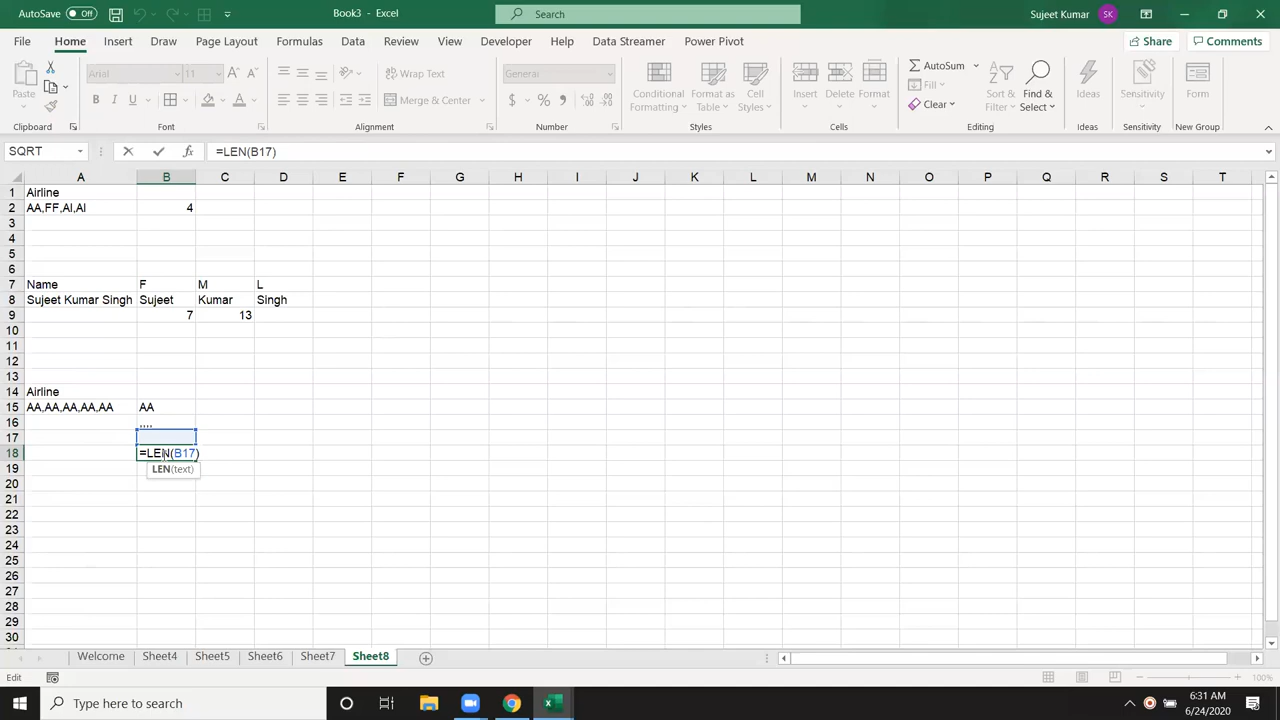 AutoSave Off Book3 - Excel Search Sujeet Kumar SK
File Home Insert Draw Page Layout Formulas Data Review View Developer Help Data Streamer Power Pivot Share Comments
Arial 11 Wrap Text General AutoSum
Paste Conditional Format as Cell Insert Delete Format Fill Sort & Find & Ideas Sensitivity Form
B I U Merge & Center $ % Formatting Table Styles Clear Filter Select
Clipboard Font Alignment Number Styles Cells Editing Ideas Sensitivity New Group
SQRT fx =LEN(B17)
A B C D E F G H I J K L M N O P Q R S T
1 Airline
2 AA,FF,AI,AI 4
3
4
5
6
7 Name F M L
8 Sujeet Kumar Singh Sujeet Kumar Singh
9 7 13
10
11
12
13
14 Airline
15 AA,AA,AA,AA,AA AA
16 ,,,,
17
18 =LEN(B17)
19 LEN(text)
20
21
22
23
24
25
26
27
28
29
30
Welcome Sheet4 Sheet5 Sheet6 Sheet7 Sheet8
Edit 100%
Type here to search 6:31 AM
6/24/2020